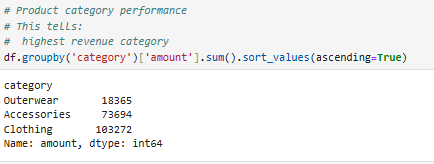 # Product category performance
# This tells:
#  highest revenue category
df.groupby('category')['amount'].sum().sort_values(ascending=True)
category
Outerwear       18365
Accessories     73694
Clothing       103272
Name: amount, dtype: int64